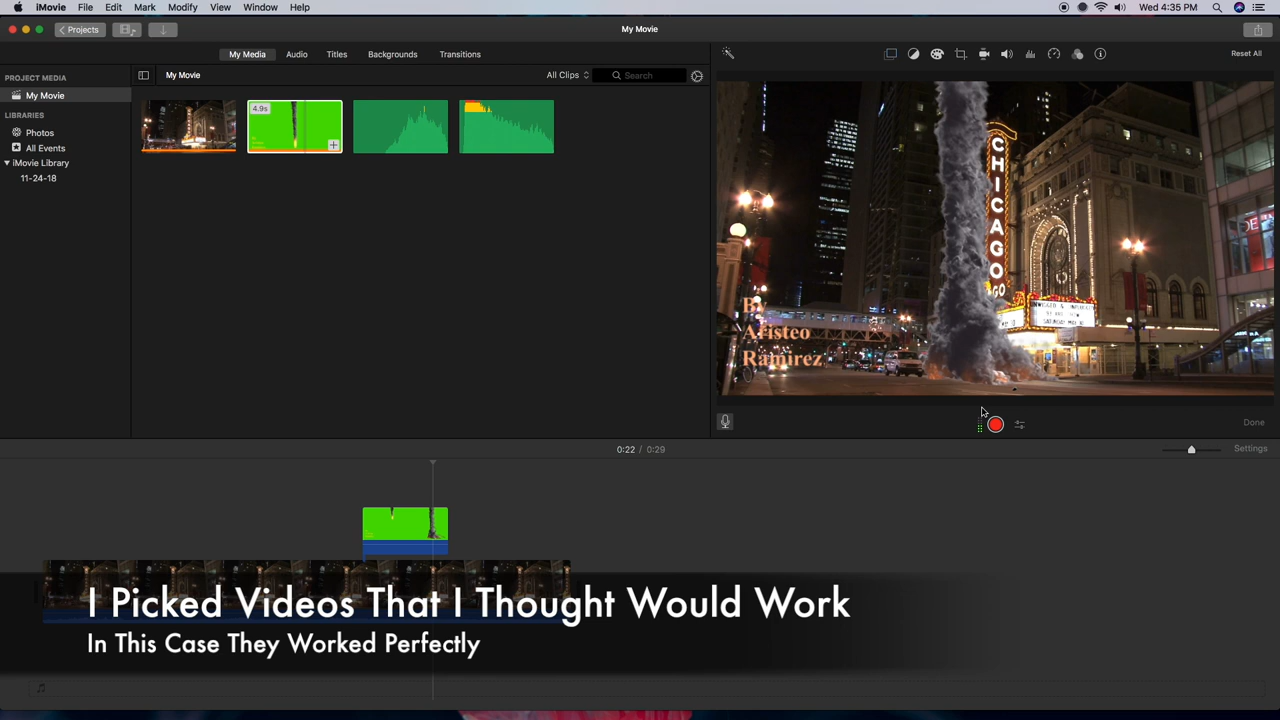 iMovie File Edit Mark Modify View Window Help
Wed 4:35 PM
Projects
My Movie
My Media Audio Titles Backgrounds Transitions
Reset All
PROJECT MEDIA
My Movie
LIBRARIES
Photos
All Events
iMovie Library
11-24-18
My Movie
All Clips
Search
4.9s
CHICAGO
By
Aristeo
Ramirez
Done
0:22 / 0:29
Settings
I Picked Videos That I Thought Would Work
In This Case They Worked Perfectly